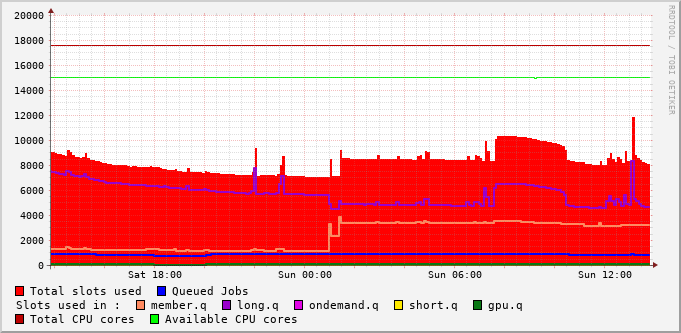 20000
18000
16000
14000
12000
10000
8000
6000
4000
2000
0
Sat 18:00 Sun 00:00 Sun 06:00 Sun 12:00
RRDTOOL / TOBI OETIKER
Total slots used Queued Jobs
Slots used in : member.q long.q ondemand.q short.q gpu.q
Total CPU cores Available CPU cores